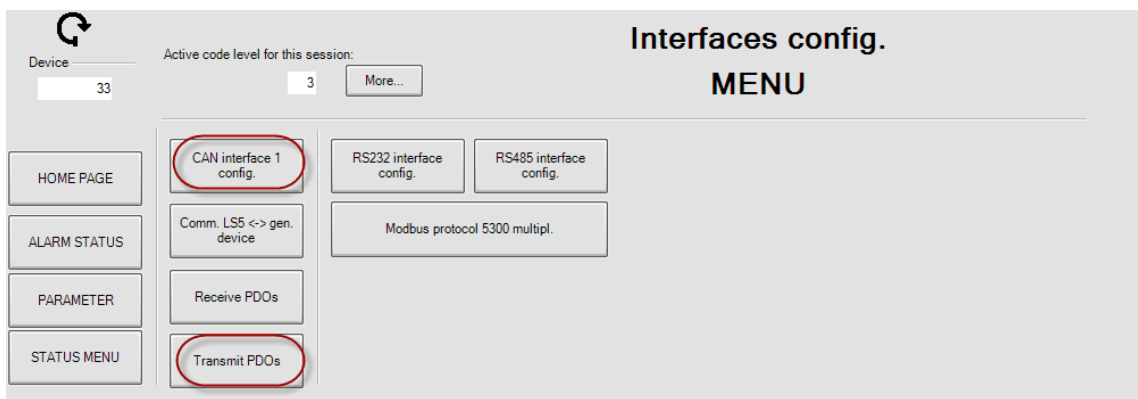 Interfaces config.
MENU
Device
33
Active code level for this session:
3
More...
HOME PAGE
ALARM STATUS
PARAMETER
STATUS MENU
CAN interface 1
config.
Comm. LS5 <-> gen.
device
Receive PDOs
Transmit PDOs
RS232 interface
config.
RS485 interface
config.
Modbus protocol 5300 multipl.